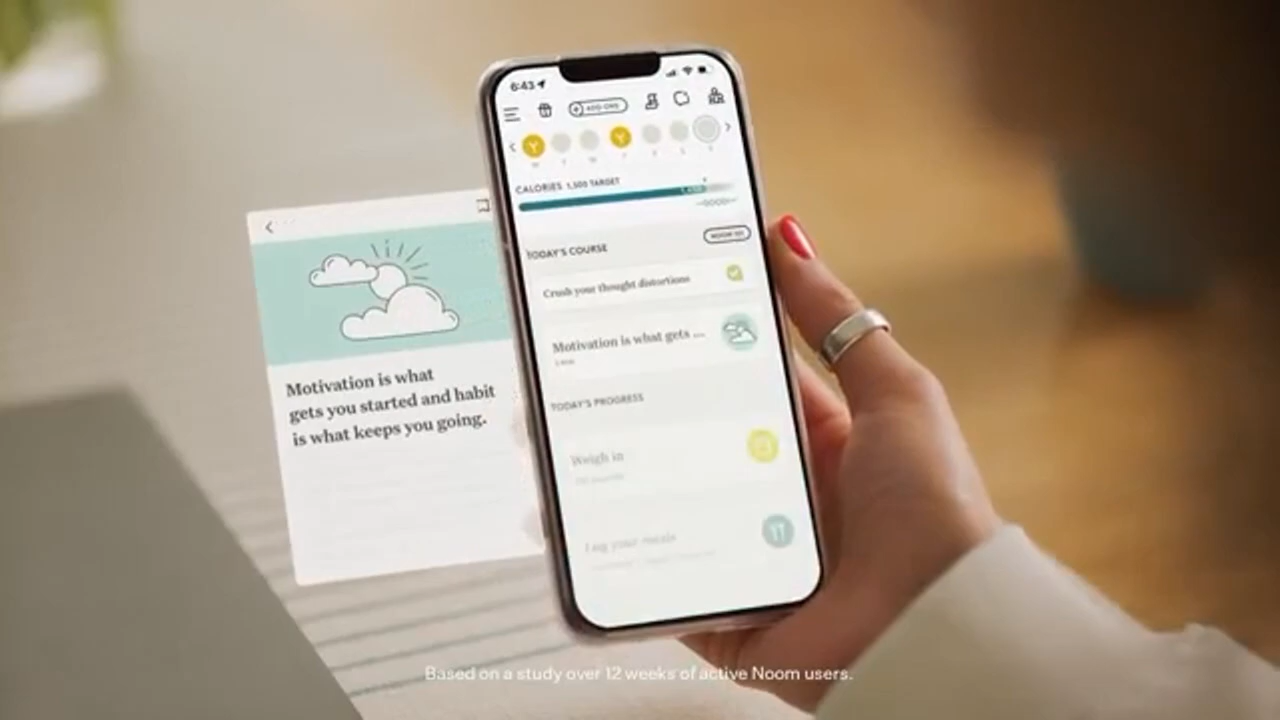 6:43
ADD-ONS
CALORIES 1,500 TARGET
TODAY'S COURSE
NOOM 101
Crush your thought distortions
Motivation is what gets ...
TODAY'S PROGRESS
Weigh in
Log your meals
Motivation is what
gets you started and habit
is what keeps you going.
Based on a study over 12 weeks of active Noom users.